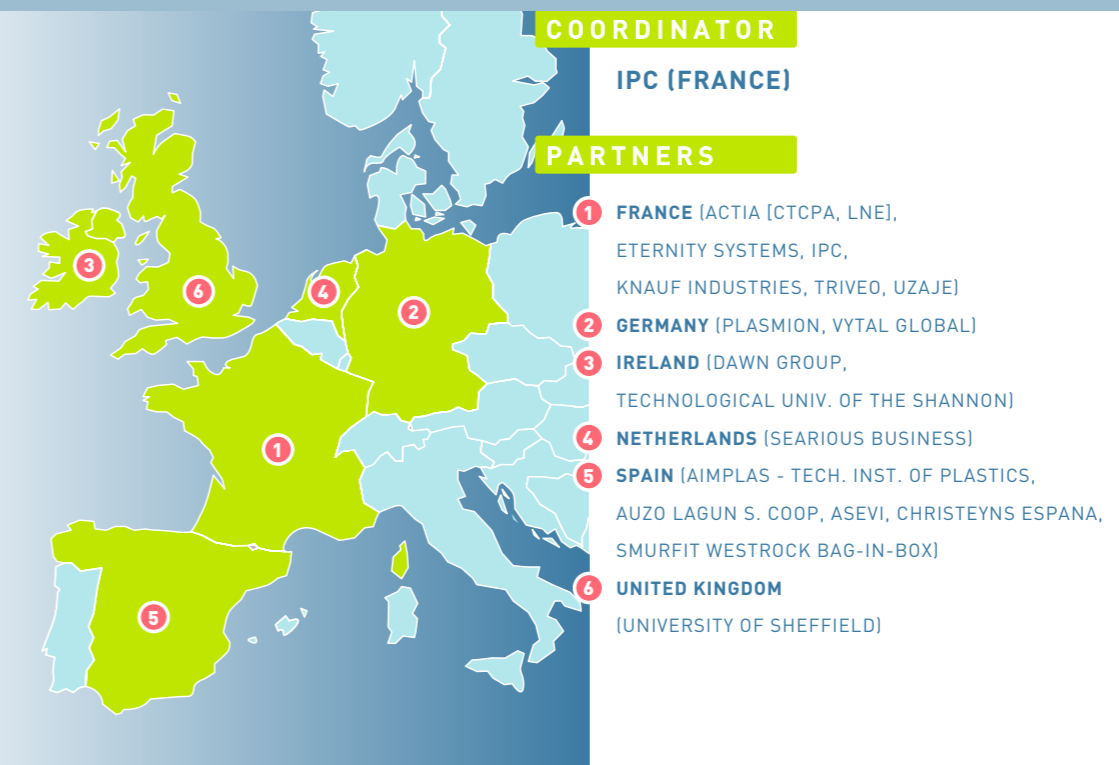 COORDINATOR
IPC (FRANCE)
PARTNERS
1 FRANCE (ACTIA [CTCPA, LNE],
ETERNITY SYSTEMS, IPC,
KNAUF INDUSTRIES, TRIVEO, UZAJE)
2 GERMANY (PLASMION, VYTAL GLOBAL)
3 IRELAND (DAWN GROUP,
TECHNOLOGICAL UNIV. OF THE SHANNON)
4 NETHERLANDS (SEARIOUS BUSINESS)
5 SPAIN (AIMPLAS - TECH. INST. OF PLASTICS,
AUZO LAGUN S. COOP, ASEVI, CHRISTEYNS ESPANA,
SMURFIT WESTROCK BAG-IN-BOX)
6 UNITED KINGDOM
(UNIVERSITY OF SHEFFIELD)
3
6
4
2
1
5